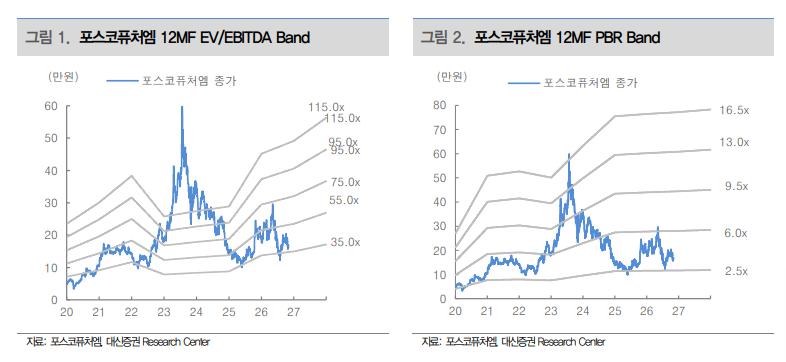 그림 1. 포스코퓨처엠 12MF EV/EBITDA Band
(만원)
포스코퓨처엠 종가
60
50
40
30
20
10
0
115.0x
115.0x
95.0x
95.0x
75.0x
55.0x
35.0x
20 21 22 23 24 25 26 27
자료: 포스코퓨처엠, 대신증권 Research Center
그림 2. 포스코퓨처엠 12MF PBR Band
(만원)
포스코퓨처엠 종가
80
70
60
50
40
30
20
10
0
16.5x
13.0x
9.5x
6.0x
2.5x
20 21 22 23 24 25 26 27
자료: 포스코퓨처엠, 대신증권 Research Center